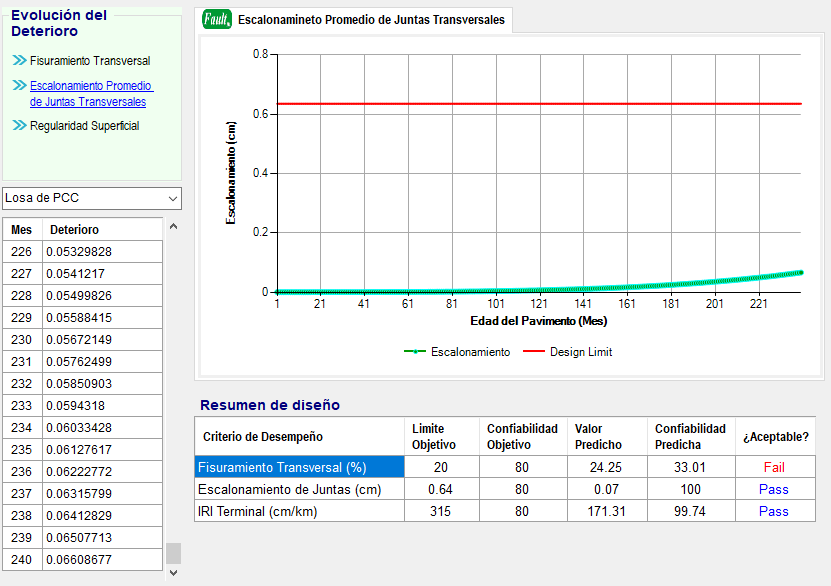 Evolución del
Deterioro
Fisuramiento Transversal
Escalonamiento Promedio
de Juntas Transversales
Regularidad Superficial
Losa de PCC
Mes Deterioro
226 0.05329828
227 0.0541217
228 0.05499826
229 0.05588415
230 0.05672149
231 0.05762499
232 0.05850903
233 0.0594318
234 0.06033428
235 0.06127617
236 0.06222772
237 0.06315799
238 0.06412829
239 0.06507713
240 0.06608677
Fault. Escalonamineto Promedio de Juntas Transversales
Escalonamiento (cm)
0.8
0.6
0.4
0.2
0
1 21 41 61 81 101 121 141 161 181 201 221
Edad del Pavimento (Mes)
Escalonamiento Design Limit
Resumen de diseño
Criterio de Desempeño Limite Objetivo Confiabilidad Objetivo Valor Predicho Confiabilidad Predicha ¿Aceptable?
Fisuramiento Transversal (%) 20 80 24.25 33.01 Fail
Escalonamiento de Juntas (cm) 0.64 80 0.07 100 Pass
IRI Terminal (cm/km) 315 80 171.31 99.74 Pass